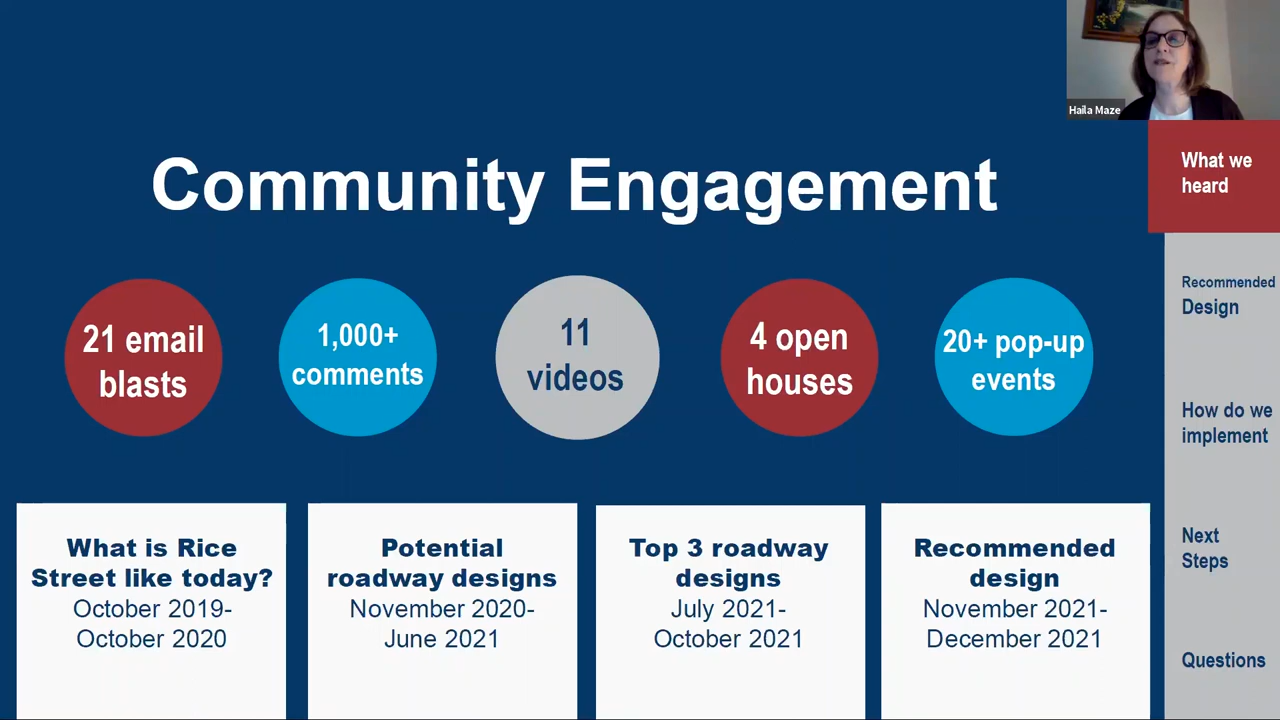 Haila Maze
Community Engagement
21 email
blasts
1,000+
comments
11
videos
4 open
houses
20+ pop-up
events
What is Rice
Street like today?
October 2019-
October 2020
Potential
roadway designs
November 2020-
June 2021
Top 3 roadway
designs
July 2021-
October 2021
Recommended
design
November 2021-
December 2021
What we
heard
Recommended
Design
How do we
implement
Next
Steps
Questions